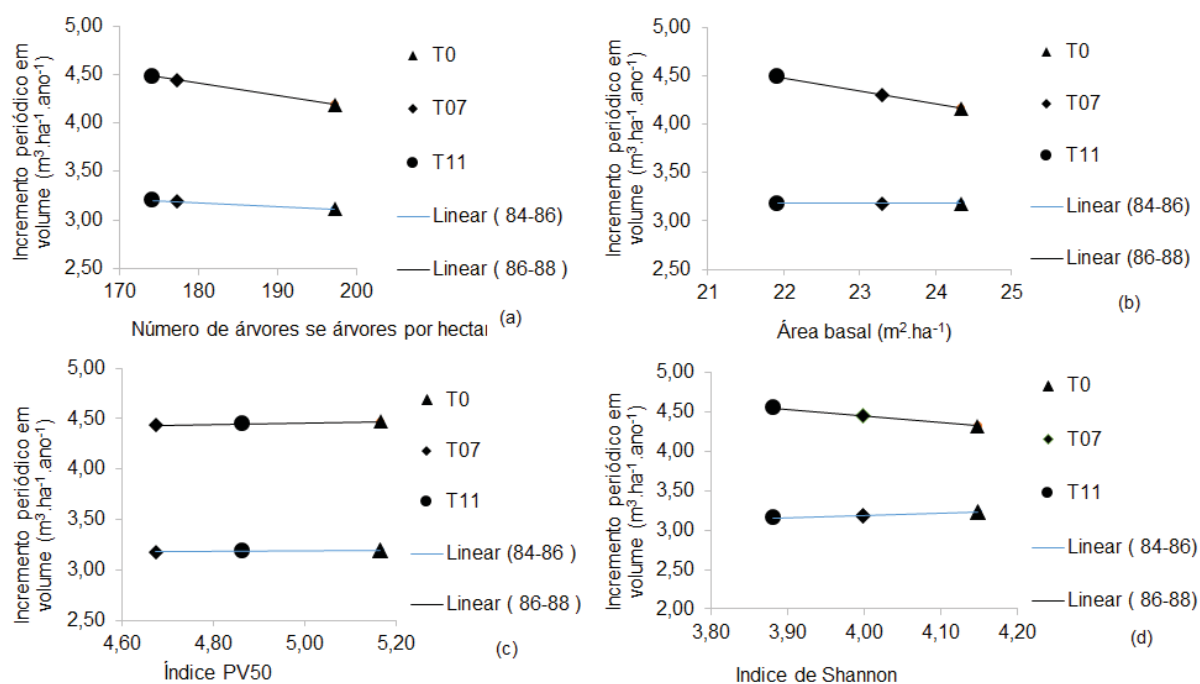 Incremento periódico em
volume (m³.ha⁻¹.ano⁻¹)
5,00
4,50
4,00
3,50
3,00
2,50
170
180
190
200
Número de árvores se árvores por hectar
(a)
T0
T07
T11
Linear ( 84-86)
Linear ( 86-88 )
Incremento periódico em
volume (m³.ha⁻¹.ano⁻¹)
5,00
4,50
4,00
3,50
3,00
2,50
21
22
23
24
25
Área basal (m².ha⁻¹)
(b)
T0
T07
T11
Linear (84-86)
Linear (86-88)
Incremento periódico em
volume (m³.ha⁻¹.ano⁻¹)
5,00
4,50
4,00
3,50
3,00
2,50
4,60
4,80
5,00
5,20
Índice PV50
(c)
T0
T07
T11
Linear (84-86 )
Linear ( 86-88 )
Incremento periódico em
volume (m³.ha⁻¹.ano⁻¹)
5,00
4,50
4,00
3,50
3,00
2,50
2,00
3,80
3,90
4,00
4,10
4,20
Indice de Shannon
(d)
T0
T07
T11
Linear ( 84-86)
Linear ( 86-88)